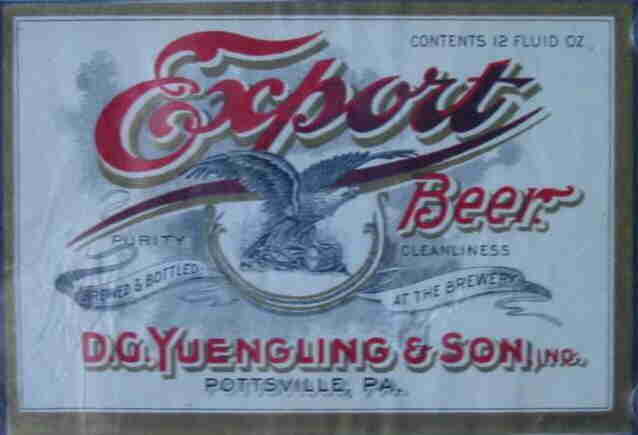 CONTENTS 12 FLUID OZ.
Export
Beer.
PURITY
CLEANLINESS
BREWED & BOTTLED
AT THE BREWERY
D.G. YUENGLING & SON, INC.
POTTSVILLE, PA.